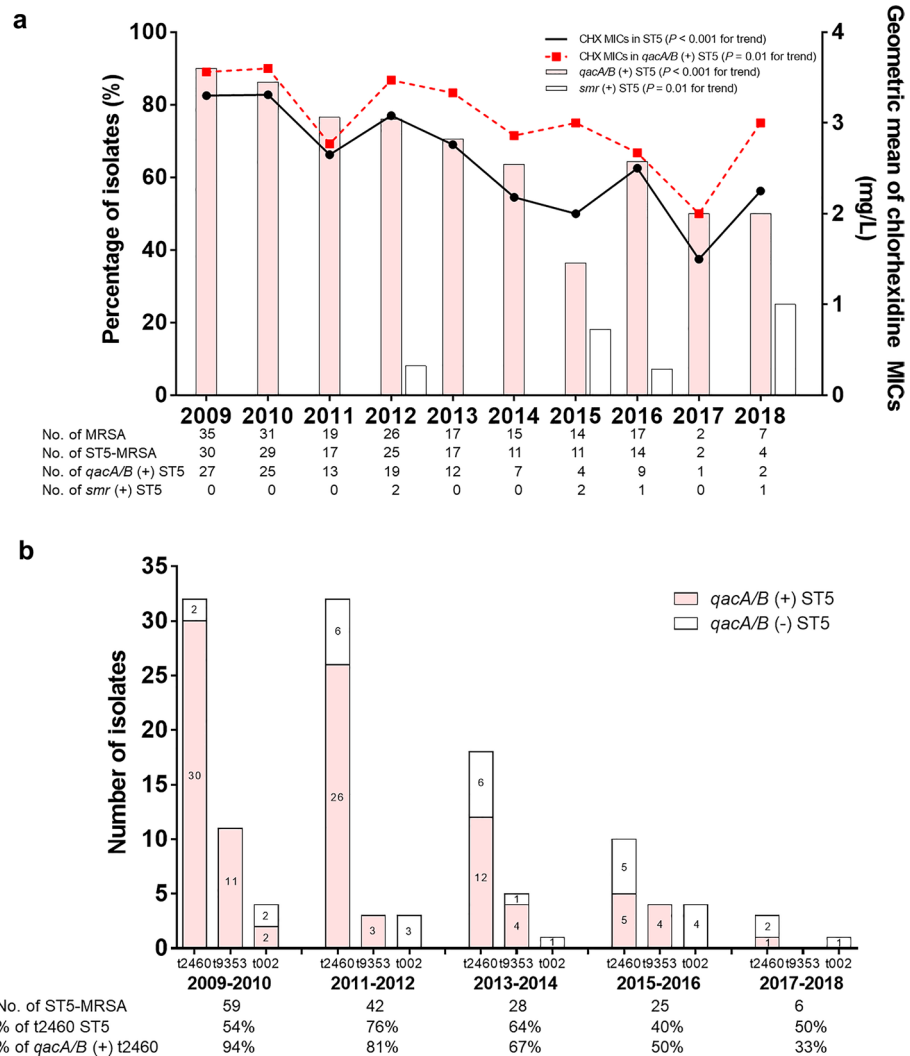 a
100
80
60
40
20
0
Percentage of isolates (%)
4
3
2
1
0
Geometric mean of chlorhexidine MICs
(mg/L)
CHX MICs in ST5 (P < 0.001 for trend)
CHX MICs in qacA/B (+) ST5 (P = 0.01 for trend)
qacA/B (+) ST5 (P < 0.001 for trend)
smr (+) ST5 (P = 0.01 for trend)
2009 2010 2011 2012 2013 2014 2015 2016 2017 2018
No. of MRSA 35 31 19 26 17 15 14 17 2 7
No. of ST5-MRSA 30 29 17 25 17 11 11 14 2 4
No. of qacA/B (+) ST5 27 25 13 19 12 7 4 9 1 2
No. of smr (+) ST5 0 0 0 2 0 0 2 1 0 1
b
35
30
25
20
15
10
5
0
Number of isolates
qacA/B (+) ST5
qacA/B (-) ST5
2
30
11
2
2
6
26
3
3
6
12
1
4
1
5
5
4
4
2
1
1
t2460 t9353 t002 t2460 t9353 t002 t2460 t9353 t002 t2460 t9353 t002 t2460 t9353 t002
2009-2010 2011-2012 2013-2014 2015-2016 2017-2018
No. of ST5-MRSA 59 42 28 25 6
% of t2460 ST5 54% 76% 64% 40% 50%
% of qacA/B (+) t2460 94% 81% 67% 50% 33%